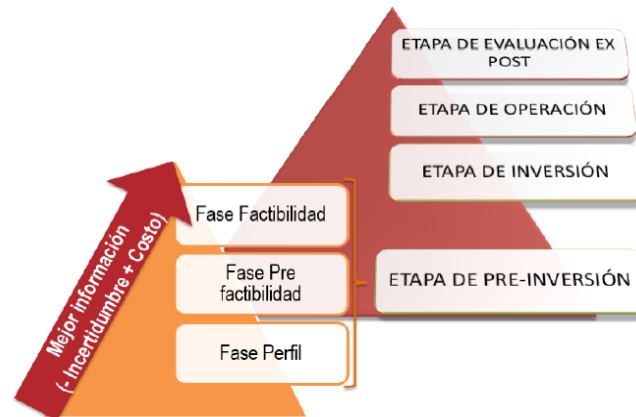 ETAPA DE EVALUACIÓN EX
POST
ETAPA DE OPERACIÓN
ETAPA DE INVERSIÓN
ETAPA DE PRE-INVERSIÓN
Fase Factibilidad
Fase Pre
factibilidad
Fase Perfil
Mejor información
(- Incertidumbre + Costo)